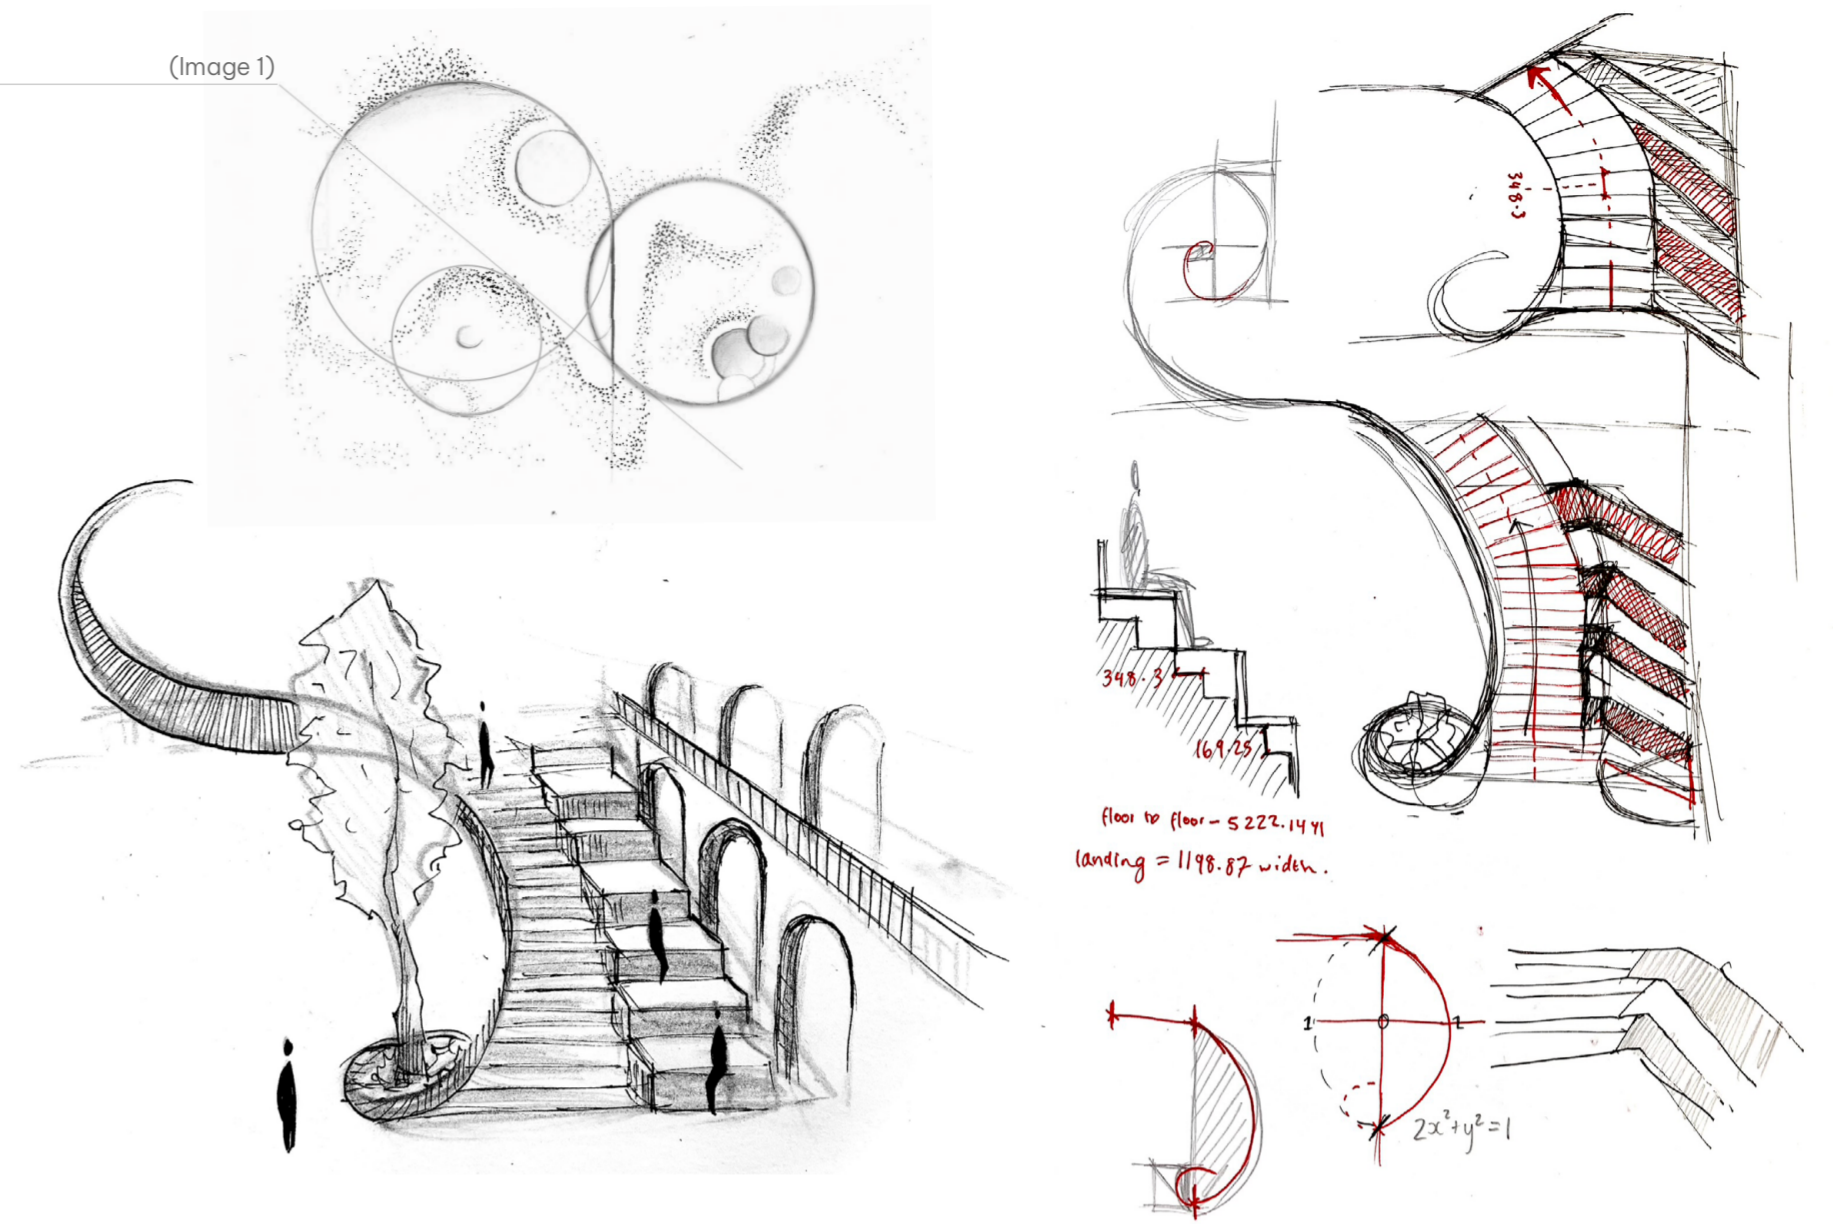 (Image 1)
348.3
348.3
169.25
floor to floor - 5222.1441
landing = 1198.87 width.
1
1
2x²+y²=1